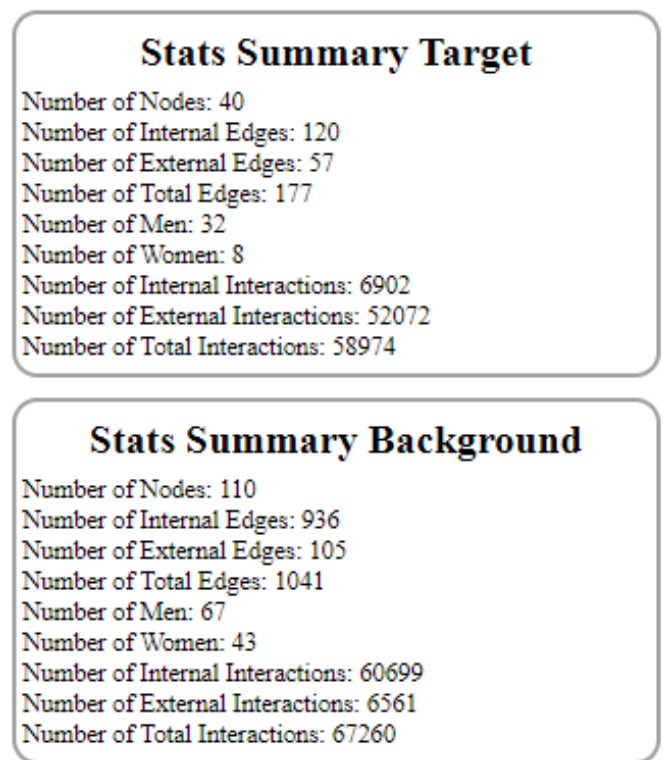 Stats Summary Target
Number of Nodes: 40
Number of Internal Edges: 120
Number of External Edges: 57
Number of Total Edges: 177
Number of Men: 32
Number of Women: 8
Number of Internal Interactions: 6902
Number of External Interactions: 52072
Number of Total Interactions: 58974
Stats Summary Background
Number of Nodes: 110
Number of Internal Edges: 936
Number of External Edges: 105
Number of Total Edges: 1041
Number of Men: 67
Number of Women: 43
Number of Internal Interactions: 60699
Number of External Interactions: 6561
Number of Total Interactions: 67260